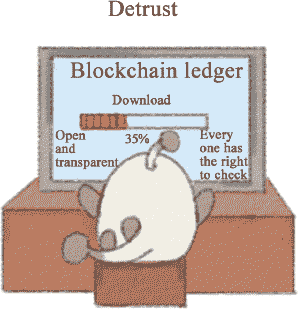 Detrust
Blockchain ledger
Download
35%
Open
and
transparent
Every
one has
the right
to check